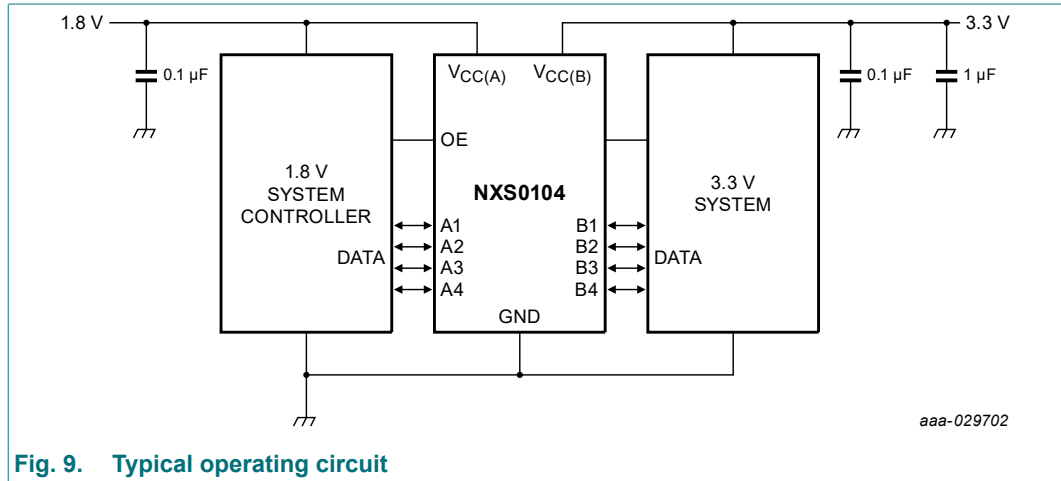 1.8 V
3.3 V
0.1 µF
VCC(A)
VCC(B)
0.1 µF
1 µF
OE
1.8 V
SYSTEM
CONTROLLER
NXS0104
3.3 V
SYSTEM
DATA
A1
A2
A3
A4
B1
B2
B3
B4
DATA
GND
aaa-029702
Fig. 9. Typical operating circuit